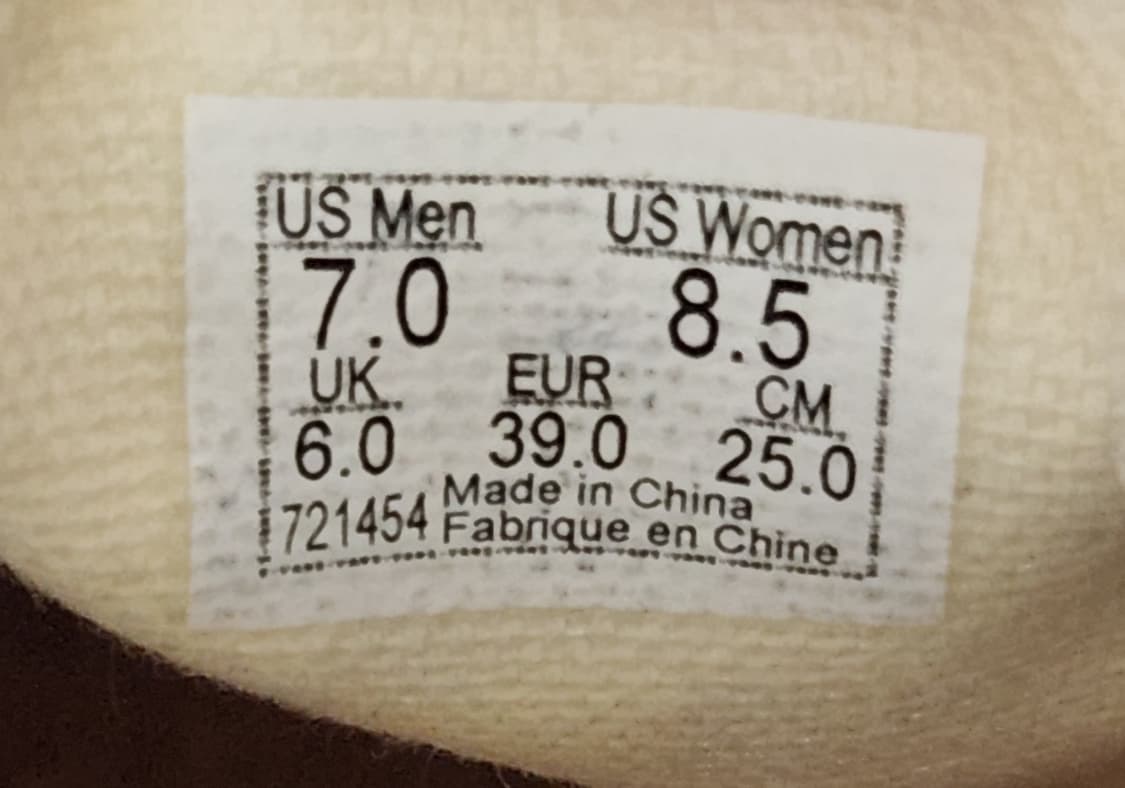 US Men US Women
7.0 8.5
UK EUR CM
6.0 39.0 25.0
721454 Made in China
Fabrique en Chine